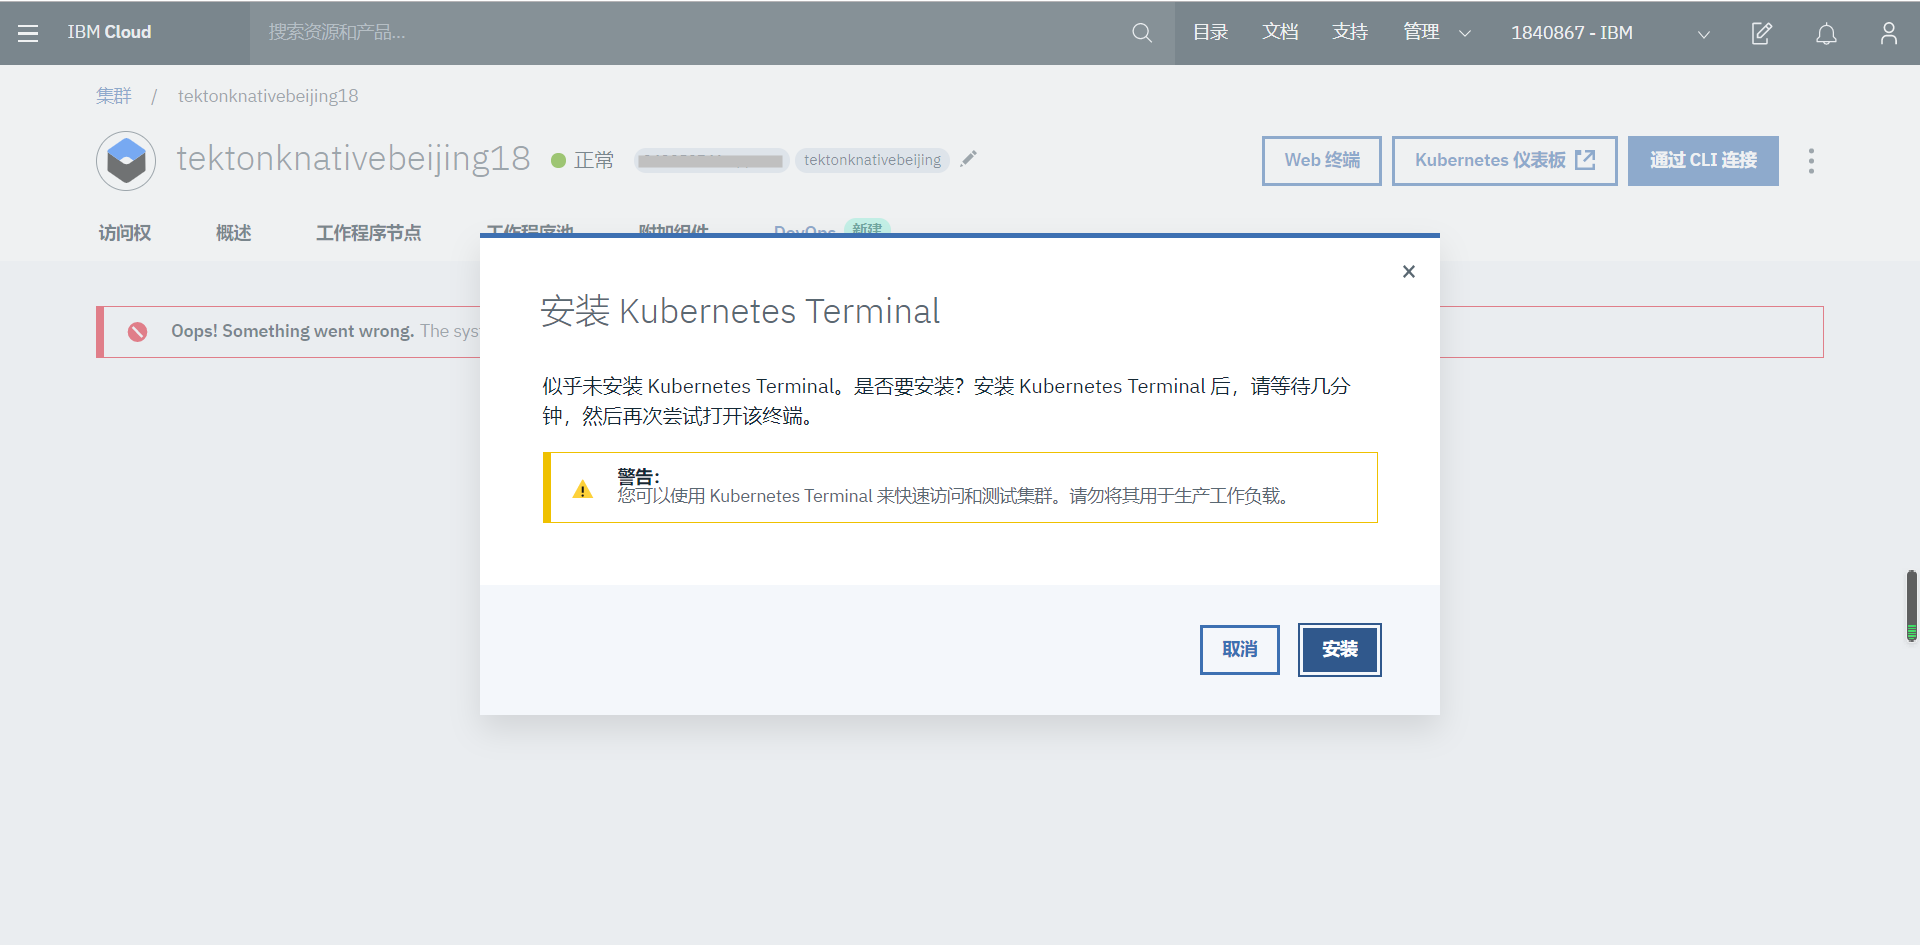 IBM Cloud
搜索资源和产品...
目录
文档
支持
管理
1840867 - IBM
集群 / tektonknativebeijing18
tektonknativebeijing18
正常
tektonknativebeijing
Web 终端
Kubernetes 仪表板
通过 CLI 连接
访问权
概述
工作程序节点
工作程序池
附加组件
DevOps
新建
Oops! Something went wrong. The sys
安装 Kubernetes Terminal
似乎未安装 Kubernetes Terminal。是否要安装？安装 Kubernetes Terminal 后，请等待几分
钟，然后再次尝试打开该终端。
警告：
您可以使用 Kubernetes Terminal 来快速访问和测试集群。请勿将其用于生产工作负载。
取消
安装